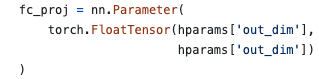 fc_proj = nn.Parameter(
    torch.FloatTensor(hparams['out_dim'],
                      hparams['out_dim'])
)